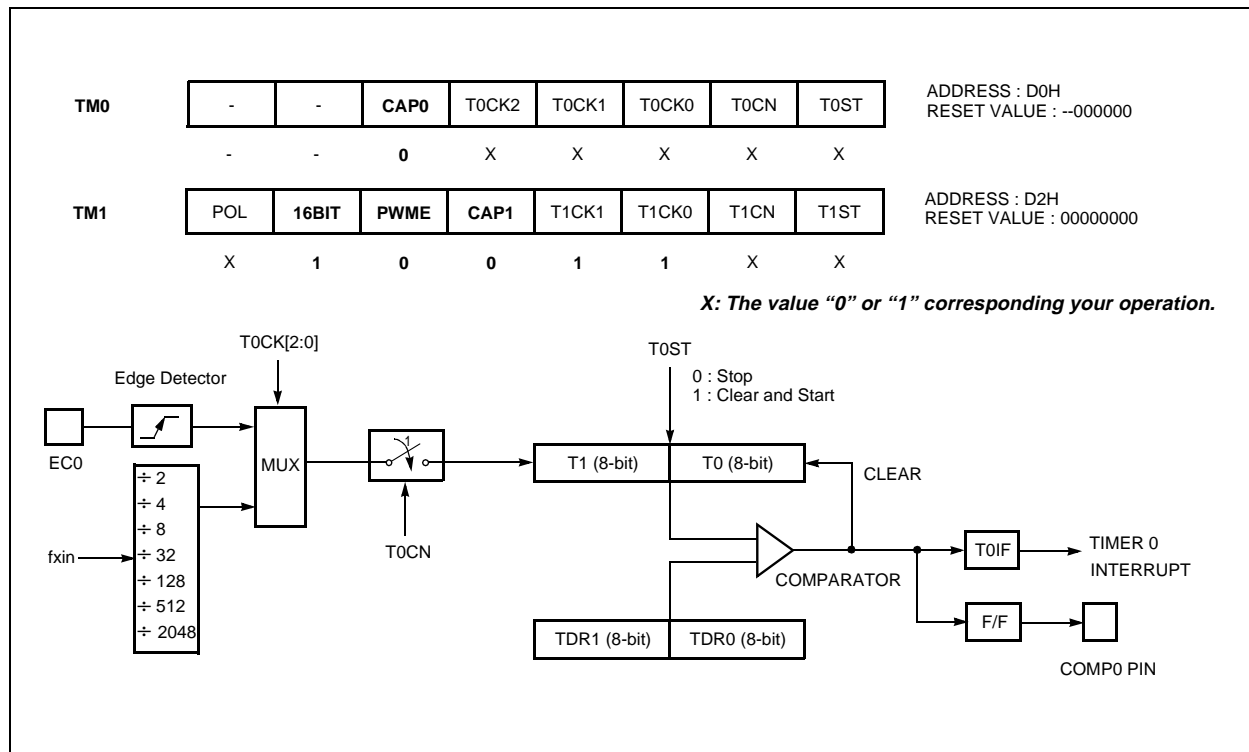 TM0 - - CAP0 T0CK2 T0CK1 T0CK0 T0CN T0ST
ADDRESS : D0H
RESET VALUE : --000000
- - 0 X X X X X
TM1 POL 16BIT PWME CAP1 T1CK1 T1CK0 T1CN T1ST
ADDRESS : D2H
RESET VALUE : 00000000
X 1 0 0 1 1 X X
X: The value “0” or “1” corresponding your operation.
T0CK[2:0]
T0ST
0 : Stop
1 : Clear and Start
Edge Detector
EC0
MUX
1
T1 (8-bit) T0 (8-bit)
CLEAR
÷ 2
÷ 4
÷ 8
÷ 32
÷ 128
÷ 512
÷ 2048
fxin
T0CN
COMPARATOR
T0IF
TIMER 0
INTERRUPT
TDR1 (8-bit) TDR0 (8-bit)
F/F
COMP0 PIN